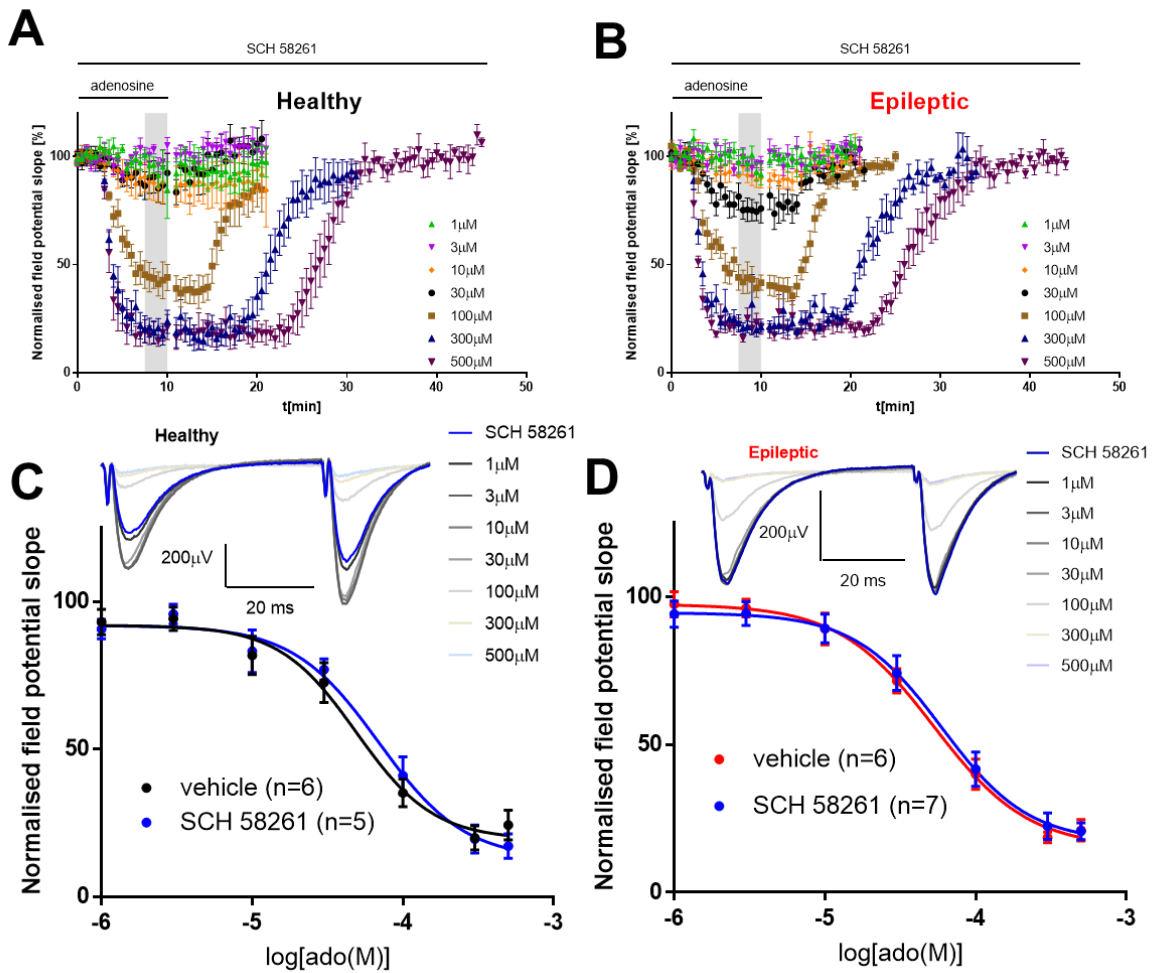 A
SCH 58261
adenosine
Healthy
Normalised field potential slope [%]
100
50
0
0 10 20 30 40 50
t[min]
1μM
3μM
10μM
30μM
100μM
300μM
500μM
B
SCH 58261
adenosine
Epileptic
Normalised field potential slope [%]
100
50
0
0 10 20 30 40 50
t[min]
1μM
3μM
10μM
30μM
100μM
300μM
500μM
C
Healthy
200μV
20 ms
SCH 58261
1μM
3μM
10μM
30μM
100μM
300μM
500μM
Normalised field potential slope
100
50
0
vehicle (n=6)
SCH 58261 (n=5)
-6 -5 -4 -3
log[ado(M)]
D
Epileptic
200μV
20 ms
SCH 58261
1μM
3μM
10μM
30μM
100μM
300μM
500μM
Normalised field potential slope
100
50
0
vehicle (n=6)
SCH 58261 (n=7)
-6 -5 -4 -3
log[ado(M)]